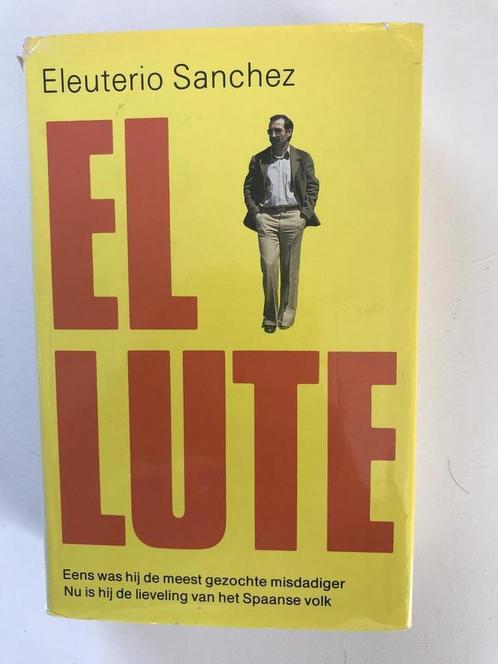 Eleuterio Sanchez
EL
LUTE
Eens was hij de meest gezochte misdadiger
Nu is hij de lieveling van het Spaanse volk